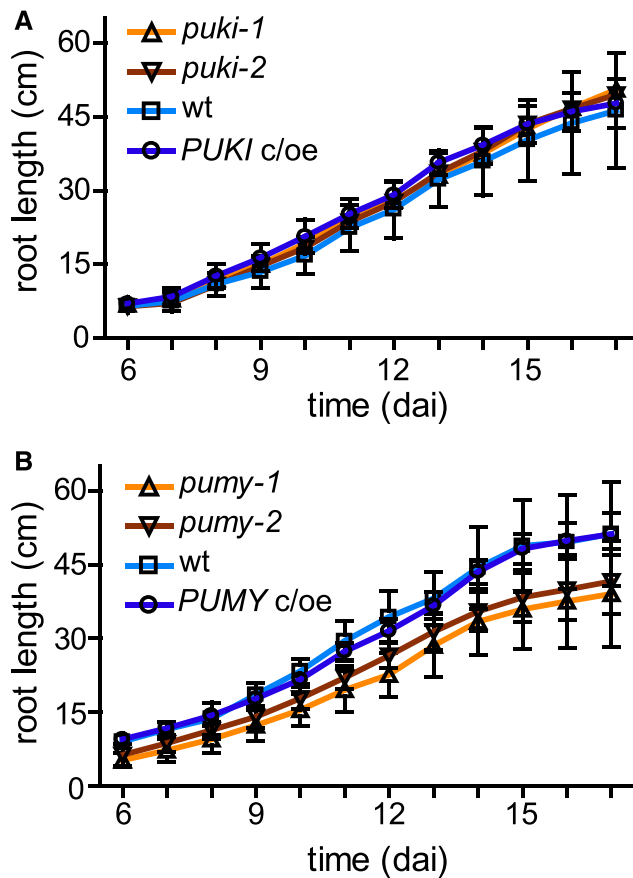 A
puki-1
puki-2
wt
PUKI c/oe
root length (cm)
60
45
30
15
0
6 9 12 15
time (dai)
B
pumy-1
pumy-2
wt
PUMY c/oe
root length (cm)
60
45
30
15
0
6 9 12 15
time (dai)